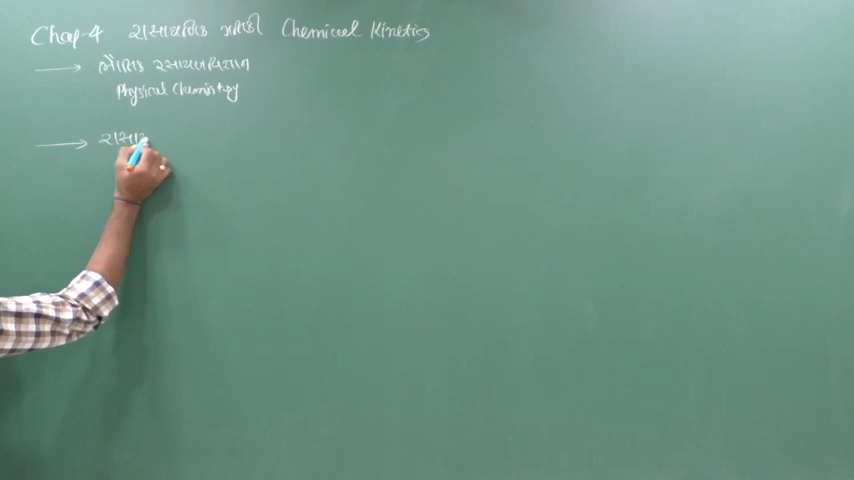 Chap-4 રાસાયણિક ગતિકી Chemical Kinetics
→ ભૌતિક રસાયણવિજ્ઞાન
Physical Chemistry
→ રાસાય